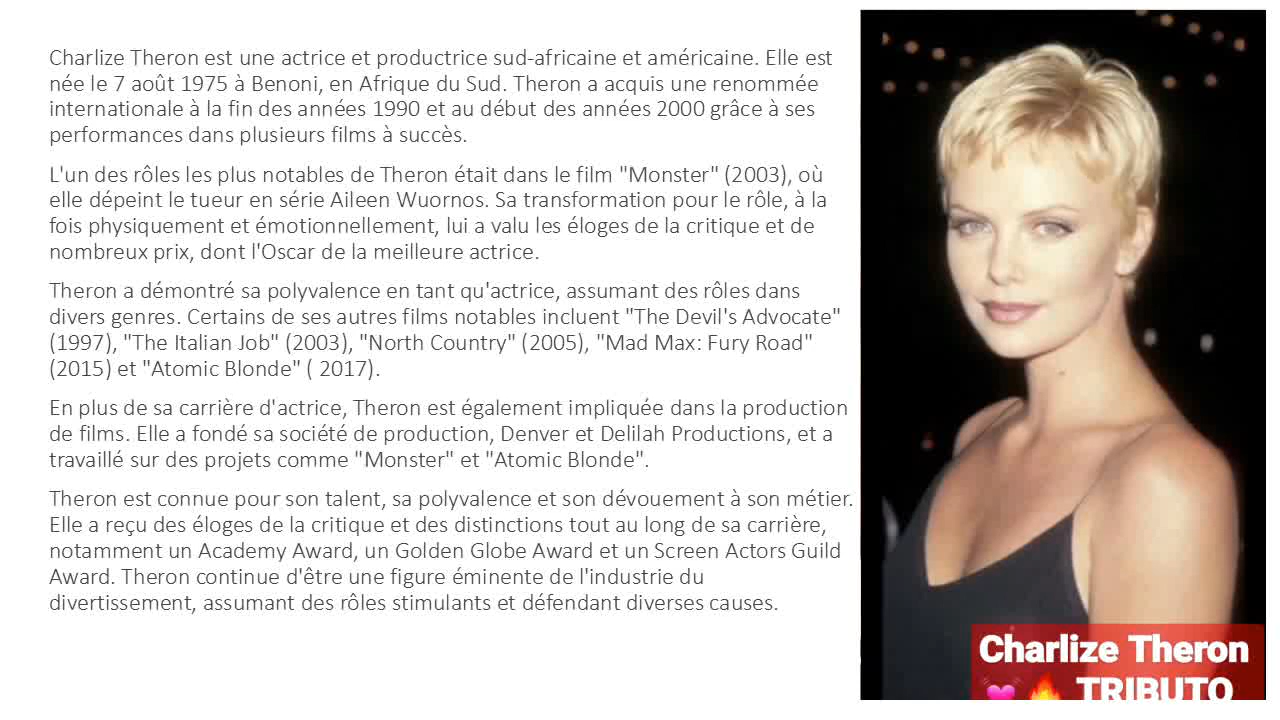 Charlize Theron est une actrice et productrice sud-africaine et américaine. Elle est
née le 7 août 1975 à Benoni, en Afrique du Sud. Theron a acquis une renommée
internationale à la fin des années 1990 et au début des années 2000 grâce à ses
performances dans plusieurs films à succès.
L'un des rôles les plus notables de Theron était dans le film "Monster" (2003), où
elle dépeint le tueur en série Aileen Wuornos. Sa transformation pour le rôle, à la
fois physiquement et émotionnellement, lui a valu les éloges de la critique et de
nombreux prix, dont l'Oscar de la meilleure actrice.
Theron a démontré sa polyvalence en tant qu'actrice, assumant des rôles dans
divers genres. Certains de ses autres films notables incluent "The Devil's Advocate"
(1997), "The Italian Job" (2003), "North Country" (2005), "Mad Max: Fury Road"
(2015) et "Atomic Blonde" ( 2017).
En plus de sa carrière d'actrice, Theron est également impliquée dans la production
de films. Elle a fondé sa société de production, Denver et Delilah Productions, et a
travaillé sur des projets comme "Monster" et "Atomic Blonde".
Theron est connue pour son talent, sa polyvalence et son dévouement à son métier.
Elle a reçu des éloges de la critique et des distinctions tout au long de sa carrière,
notamment un Academy Award, un Golden Globe Award et un Screen Actors Guild
Award. Theron continue d'être une figure éminente de l'industrie du
divertissement, assumant des rôles stimulants et défendant diverses causes.
Charlize Theron
💓🔥 TRIBUTO